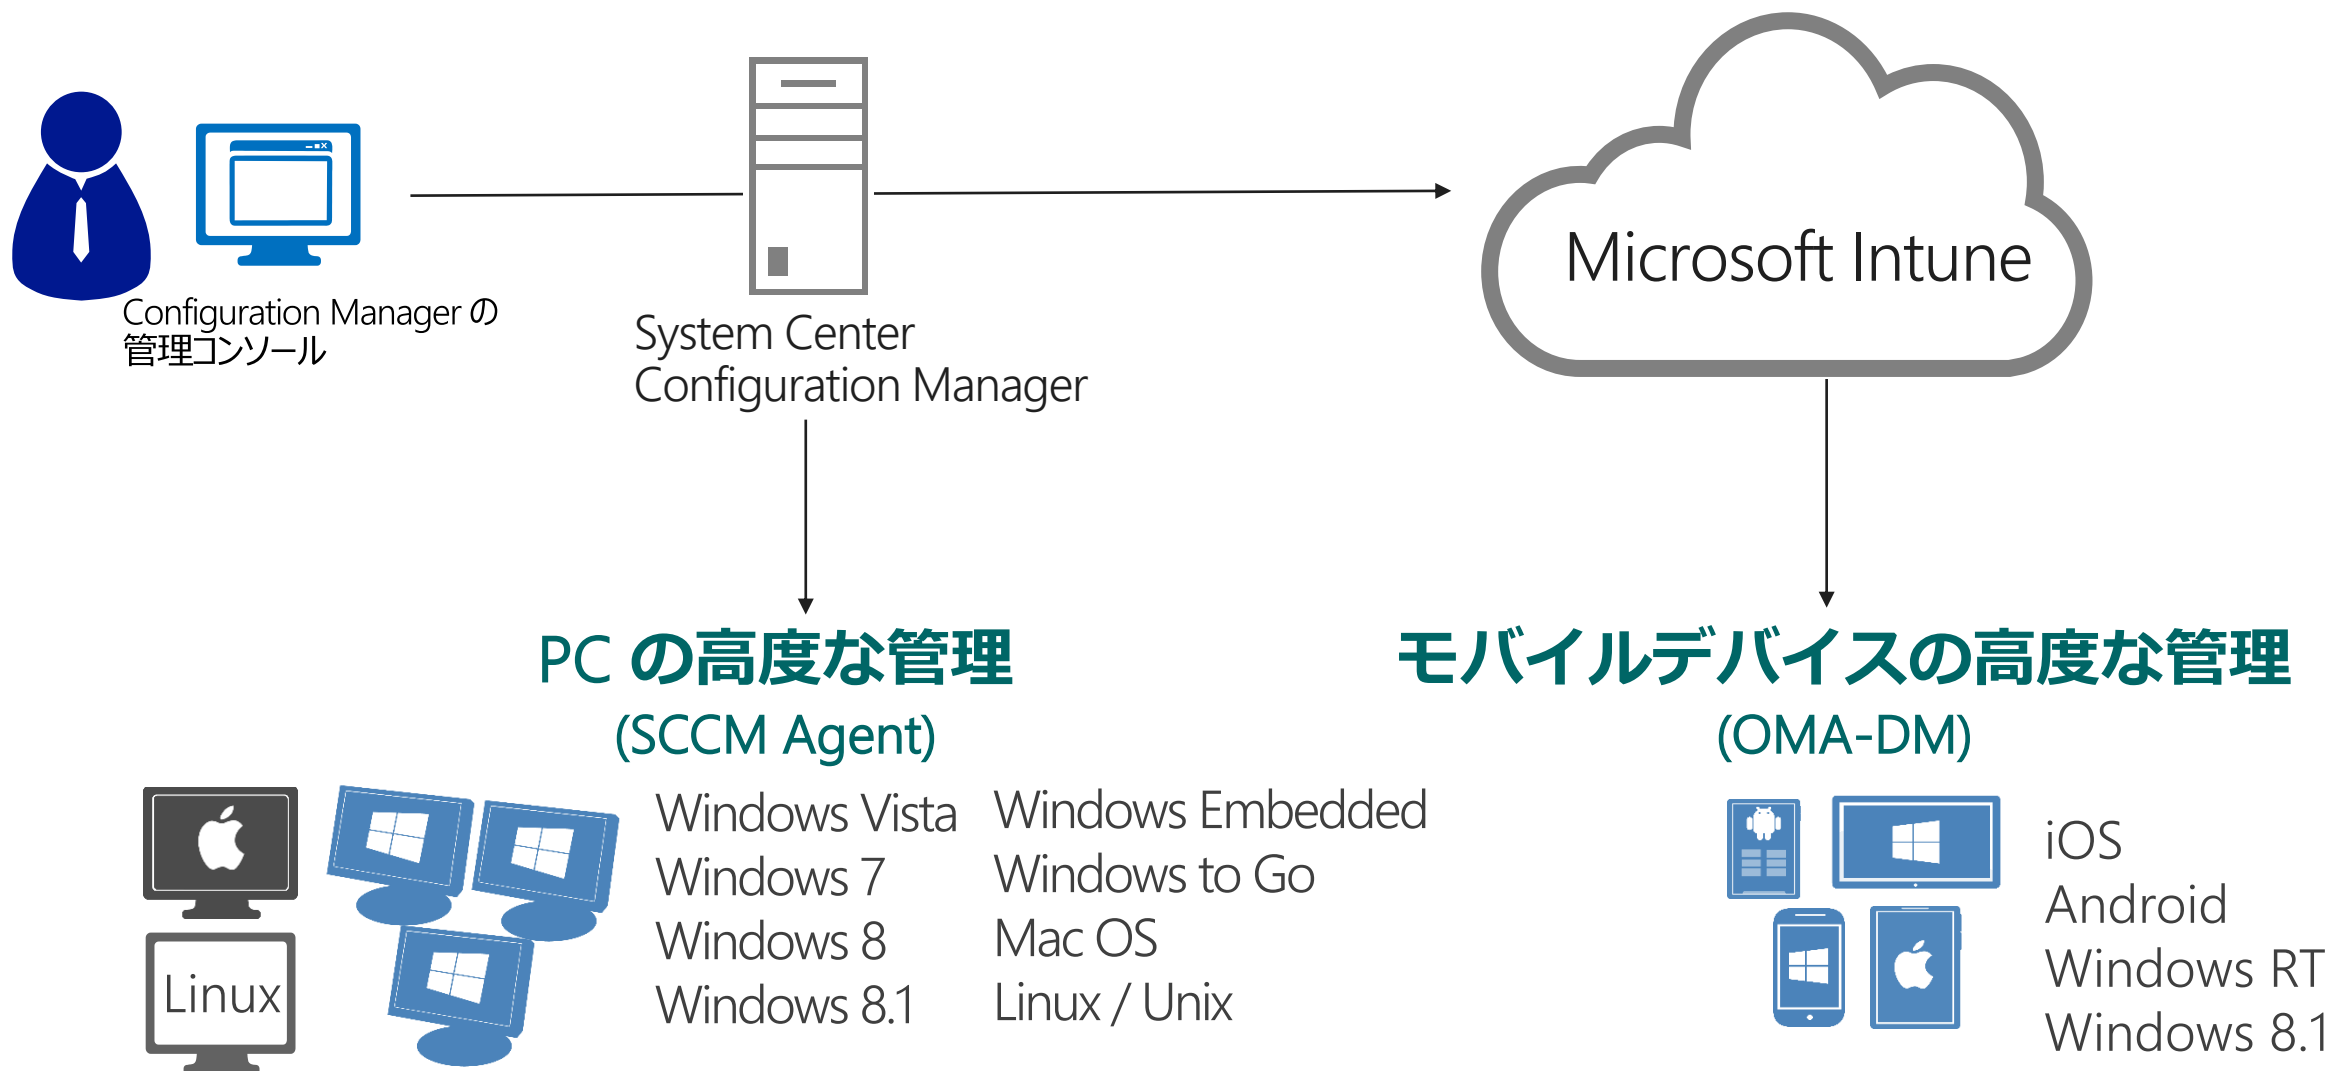 Configuration Manager の
管理コンソール
System Center
Configuration Manager
Microsoft Intune
PC の高度な管理
(SCCM Agent)
モバイルデバイスの高度な管理
(OMA-DM)
Linux
Windows Vista
Windows 7
Windows 8
Windows 8.1
Windows Embedded
Windows to Go
Mac OS
Linux / Unix
iOS
Android
Windows RT
Windows 8.1